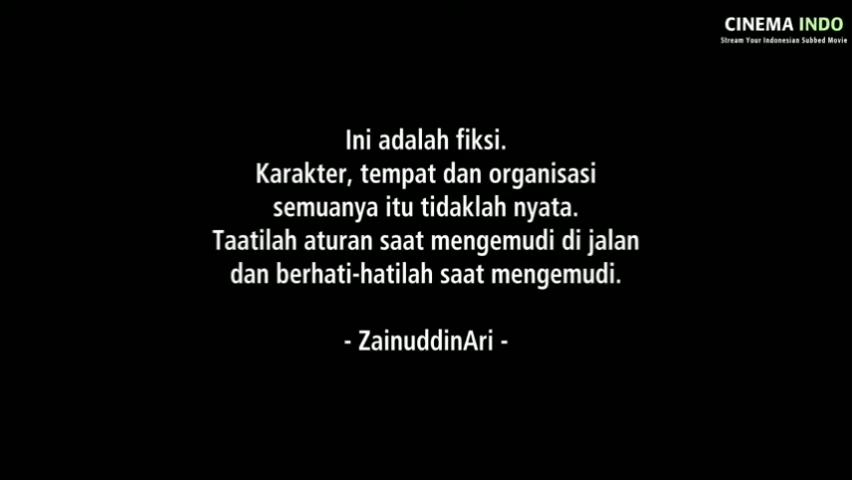 CINEMA INDO
Stream Your Indonesian Subbed Movie
Ini adalah fiksi.
Karakter, tempat dan organisasi
semuanya itu tidaklah nyata.
Taatilah aturan saat mengemudi di jalan
dan berhati-hatilah saat mengemudi.
- ZainuddinAri -